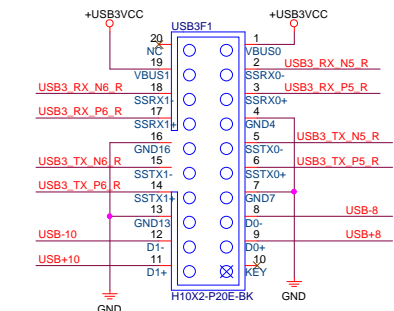 +USB3VCC +USB3VCC
USB3F1
20 1
NC VBUS0
19 2 USB3_RX_N5_R
VBUS1 SSRX0-
USB3_RX_N6_R 18 3 USB3_RX_P5_R
SSRX1- SSRX0+
USB3_RX_P6_R 17 4
SSRX1+ GND4
16 5 USB3_TX_N5_R
GND16 SSTX0-
USB3_TX_N6_R 15 6 USB3_TX_P5_R
SSTX1- SSTX0+
USB3_TX_P6_R 14 7
SSTX1+ GND7
13 8 USB-8
GND13 D0-
USB-10 12 9 USB+8
D1- D0+
USB+10 11 10
D1+ KEY
H10X2-P20E-BK
GND GND